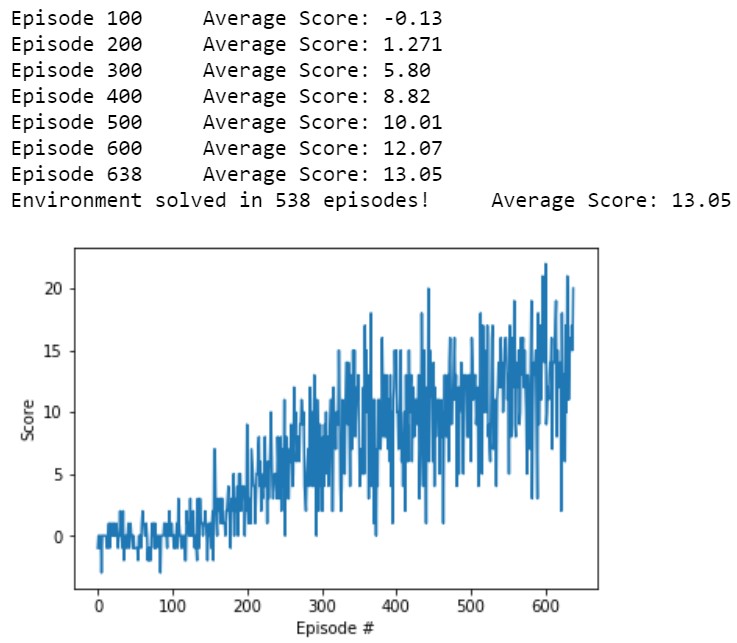 Episode 100	Average Score: -0.13
Episode 200	Average Score: 1.271
Episode 300	Average Score: 5.80
Episode 400	Average Score: 8.82
Episode 500	Average Score: 10.01
Episode 600	Average Score: 12.07
Episode 638	Average Score: 13.05
Environment solved in 538 episodes!	Average Score: 13.05
20
15
10
5
0
Score
0 100 200 300 400 500 600
Episode #